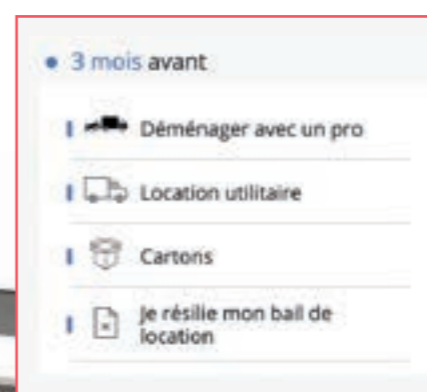 3 mois avant
Déménager avec un pro
Location utilitaire
Cartons
Je résilie mon bail de
location